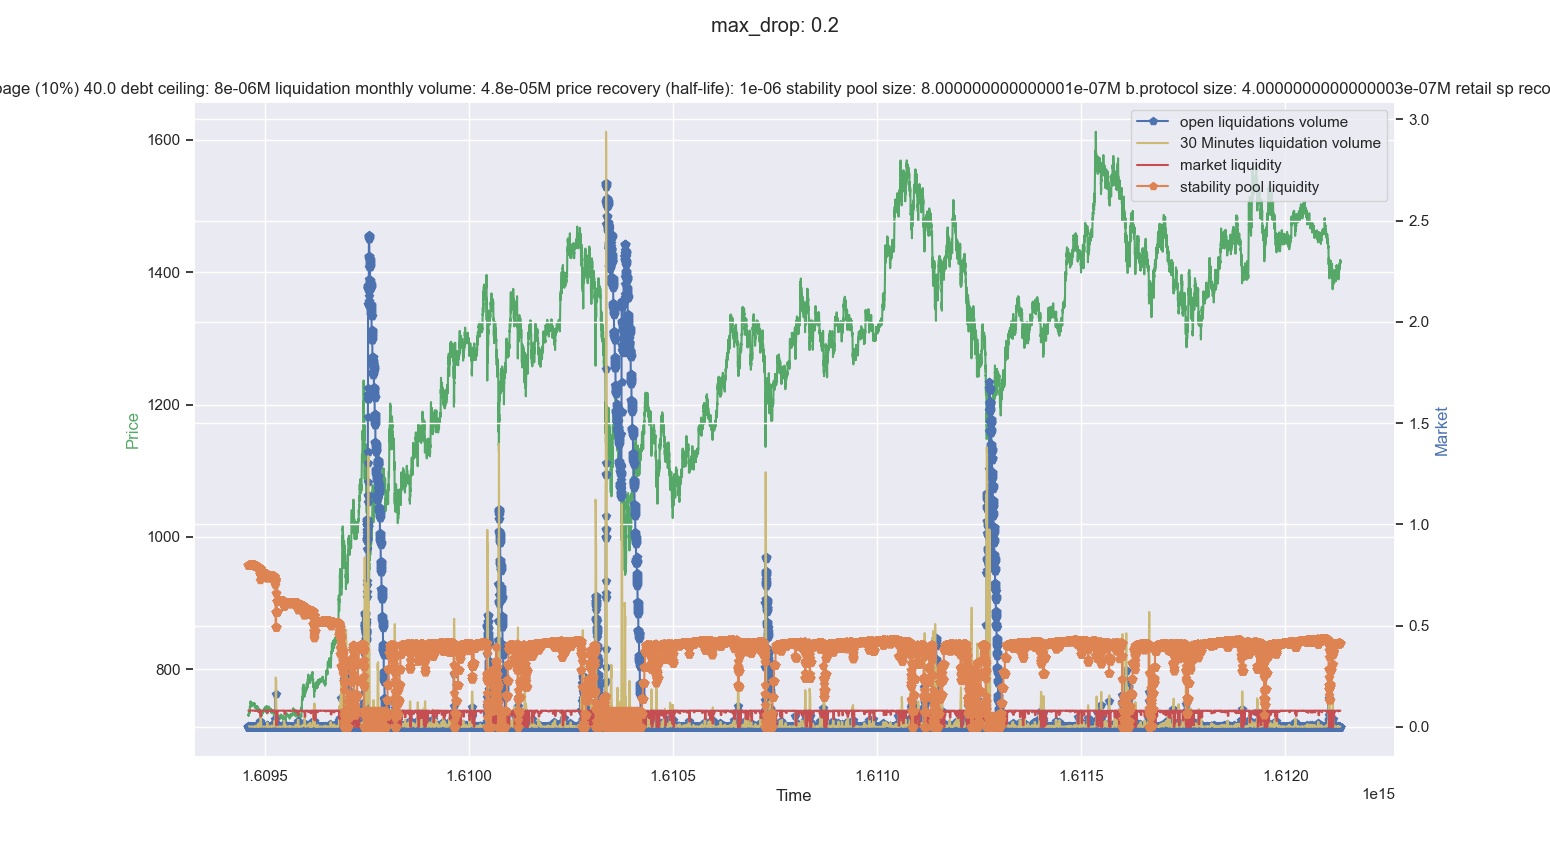 max_drop: 0.2
page (10%) 40.0 debt ceiling: 8e-06M liquidation monthly volume: 4.8e-05M price recovery (half-life): 1e-06 stability pool size: 8.000000000000001e-07M b.protocol size: 4.0000000000000003e-07M retail sp reco
open liquidations volume
30 Minutes liquidation volume
market liquidity
stability pool liquidity
1600
1400
1200
1000
800
Price
3.0
2.5
2.0
1.5
1.0
0.5
0.0
Market
1.6095 1.6100 1.6105 1.6110 1.6115 1.6120
1e15
Time